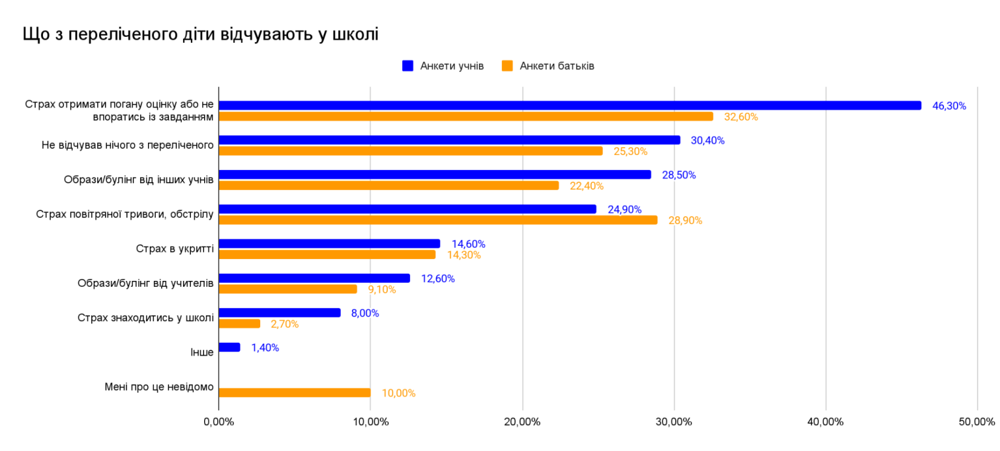 Що з переліченого діти відчувають у школі
Анкети учнів
Анкети батьків
Страх отримати погану оцінку або не
впоратись із завданням
46,30%
32,60%
Не відчував нічого з переліченого
30,40%
25,30%
Образи/булінг від інших учнів
28,50%
22,40%
Страх повітряної тривоги, обстрілу
24,90%
28,90%
Страх в укритті
14,60%
14,30%
Образи/булінг від учителів
12,60%
9,10%
Страх знаходитись у школі
8,00%
2,70%
Інше
1,40%
Мені про це невідомо
10,00%
0,00%
10,00%
20,00%
30,00%
40,00%
50,00%